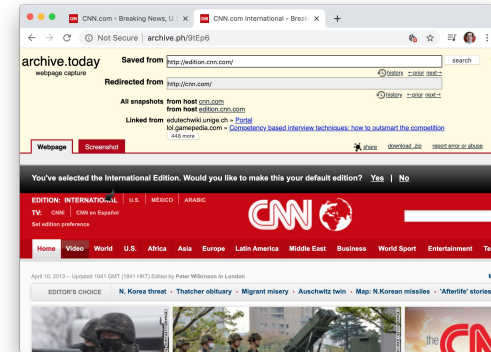 CNN.com - Breaking News, U.S
CNN.com International - Break
Not Secure | archive.ph/9tEp6
archive.today
webpage capture
Saved from http://edition.cnn.com/
search
history ←prior next→
Redirected from http://cnn.com/
history ←prior next→
All snapshots from host cnn.com
from host edition.cnn.com
Linked from edutechwiki.unige.ch » Portal
lol.gamepedia.com » Competency based interview techniques: how to outsmart the competition
448 more
Webpage Screenshot
share download .zip report error or abuse
You've selected the International Edition. Would you like to make this your default edition? Yes | No
EDITION: INTERNATIONAL U.S. MÉXICO ARABIC
TV: CNNi CNN en Español
Set edition preference
CNN
Home Video World U.S. Africa Asia Europe Latin America Middle East Business World Sport Entertainment Te
April 10, 2013 -- Updated 1041 GMT (1841 HKT) Edited by Peter Wilkinson in London
EDITOR'S CHOICE N. Korea threat • Thatcher obituary • Migrant misery • Auschwitz twin • Map: N.Korean missiles • 'Afterlife' stories
the CN